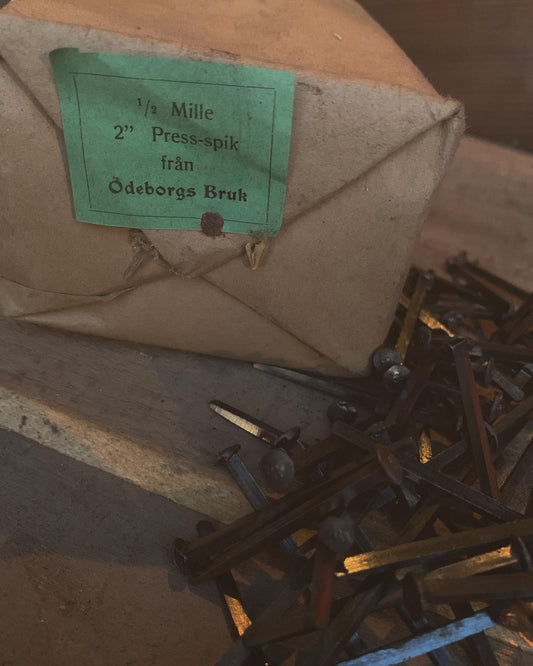 ½ Mille
2” Press-spik
från
Ödeborgs Bruk